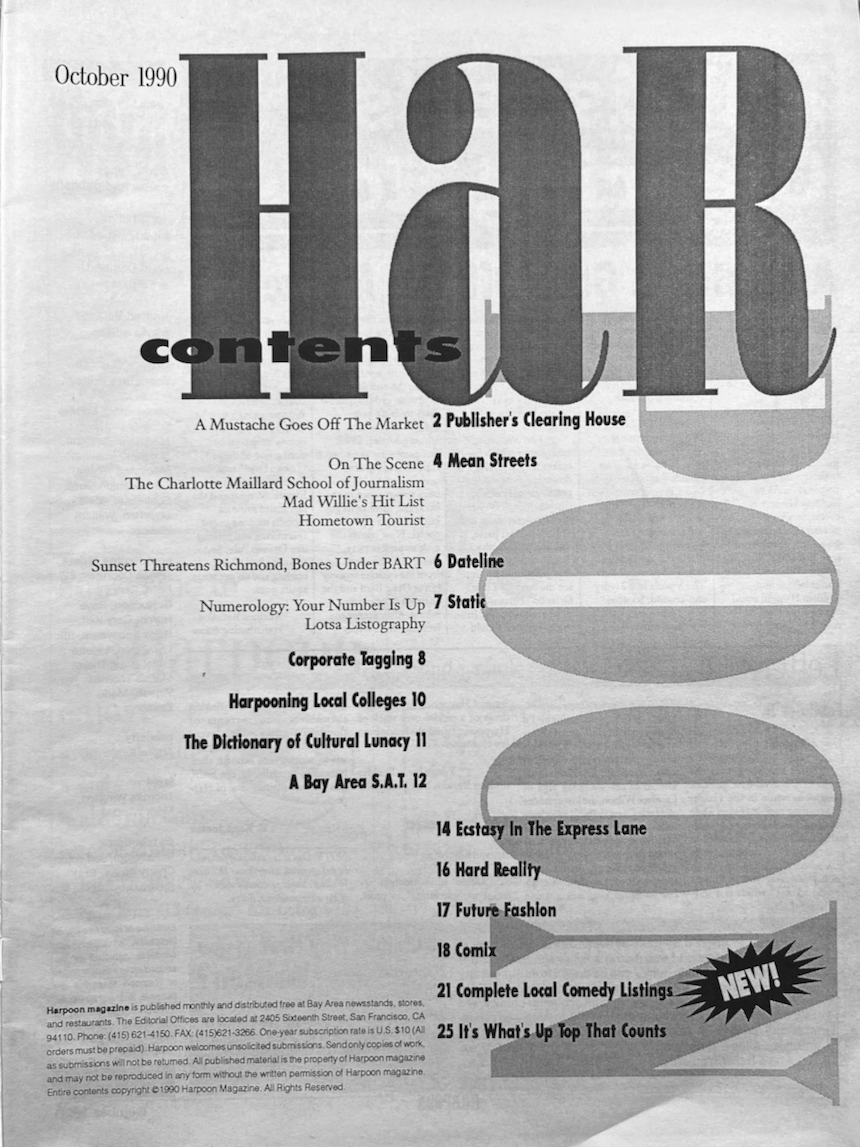 October 1990
HaR
POON
contents
A Mustache Goes Off The Market 2 Publisher's Clearing House
On The Scene 4 Mean Streets
The Charlotte Maillard School of Journalism
Mad Willie's Hit List
Hometown Tourist
Sunset Threatens Richmond, Bones Under BART 6 Dateline
Numerology: Your Number Is Up 7 Static
Lotsa Listography
Corporate Tagging 8
Harpooning Local Colleges 10
The Dictionary of Cultural Lunacy 11
A Bay Area S.A.T. 12
14 Ecstasy In The Express Lane
16 Hard Reality
17 Future Fashion
18 Comix
21 Complete Local Comedy Listings
NEW!
25 It's What's Up Top That Counts
Harpoon magazine is published monthly and distributed free at Bay Area newsstands, stores,
and restaurants. The Editorial Offices are located at 2405 Sixteenth Street, San Francisco, CA
94110. Phone: (415) 621-4150. FAX: (415)621-3266. One-year subscription rate is U.S. $10 (All
orders must be prepaid). Harpoon welcomes unsolicited submissions. Send only copies of work,
as submissions will not be returned. All published material is the property of Harpoon magazine
and may not be reproduced in any form without the written permission of Harpoon magazine.
Entire contents copyright ©1990 Harpoon Magazine. All Rights Reserved.